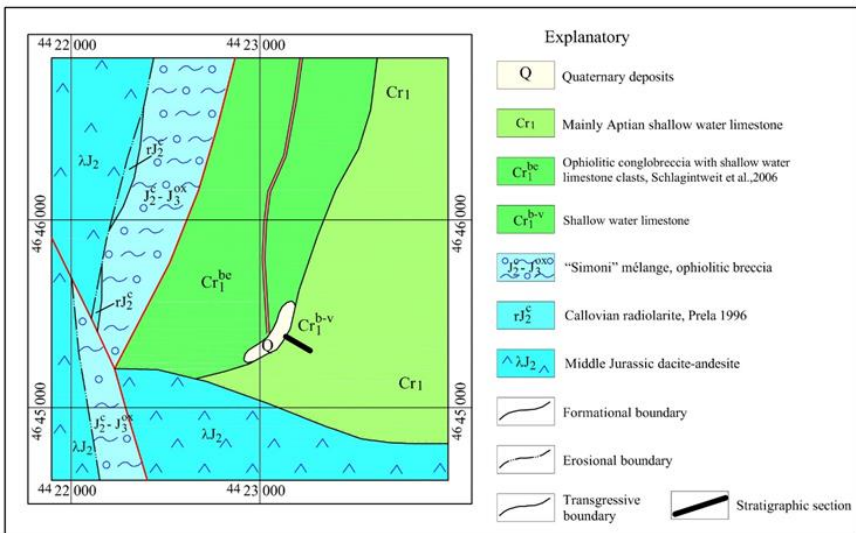 44 22 000
44 23 000
Cr1
λJ2
rJ2c
J2c - J3ox
46 46 000
46 46 000
Cr1be
rJ2c
Cr1b-v
Q
Cr1
46 45 000
46 45 000
J2c - J3ox
λJ2
λJ2
44 22 000
44 23 000
Explanatory
Q Quaternary deposits
Cr1 Mainly Aptian shallow water limestone
Cr1be Ophiolitic conglobreccia with shallow water
limestone clasts, Schlagintweit et al.,2006
Cr1b-v Shallow water limestone
J2c - J3ox “Simoni” mélange, ophiolitic breccia
rJ2c Callovian radiolarite, Prela 1996
λJ2 Middle Jurassic dacite-andesite
Formational boundary
Erosional boundary
Transgressive
boundary
Stratigraphic section